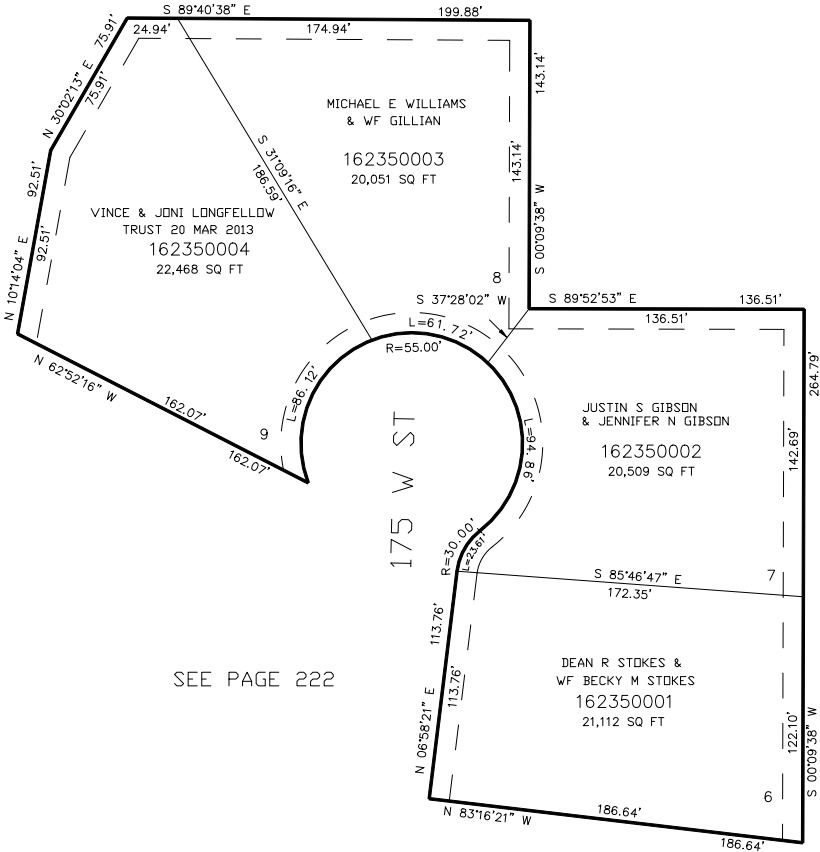 S 89°40'38" E
199.88'
24.94'
174.94'
75.91'
N 30°02'13" E
75.91'
143.14'
143.14'
S 00°09'38" W
MICHAEL E WILLIAMS
& WF GILLIAN
162350003
20,051 SQ FT
S 31°09'16" E
186.59'
92.51'
92.51'
N 10°14'04" E
VINCE & JONI LONGFELLOW
TRUST 20 MAR 2013
162350004
22,468 SQ FT
8
S 37°28'02" W
S 89°52'53" E
136.51'
136.51'
L=61.72'
R=55.00'
N 62°52'16" W
162.07'
162.07'
9
L=86.12'
L=94.86'
264.79'
JUSTIN S GIBSON
& JENNIFER N GIBSON
162350002
20,509 SQ FT
142.69'
175 W ST
R=30.00'
L=23.61'
S 85°46'47" E
172.35'
7
113.76'
113.76'
N 06°58'21" E
SEE PAGE 222
DEAN R STOKES &
WF BECKY M STOKES
162350001
21,112 SQ FT
122.10'
S 00°09'38" W
6
N 83°16'21" W
186.64'
186.64'